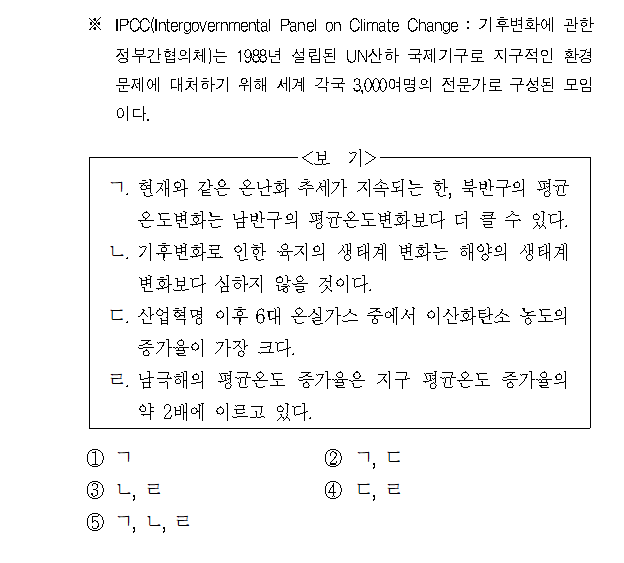 ※ IPCC(Intergovernmental Panel on Climate Change : 기후변화에 관한
정부간협의체)는 1988년 설립된 UN산하 국제기구로 지구적인 환경
문제에 대처하기 위해 세계 각국 3,000여명의 전문가로 구성된 모임
이다.
<보 기>
ㄱ. 현재와 같은 온난화 추세가 지속되는 한, 북반구의 평균
온도변화는 남반구의 평균온도변화보다 더 클 수 있다.
ㄴ. 기후변화로 인한 육지의 생태계 변화는 해양의 생태계
변화보다 심하지 않을 것이다.
ㄷ. 산업혁명 이후 6대 온실가스 중에서 이산화탄소 농도의
증가율이 가장 크다.
ㄹ. 남극해의 평균온도 증가율은 지구 평균온도 증가율의
약 2배에 이르고 있다.
① ㄱ ② ㄱ, ㄷ
③ ㄴ, ㄹ ④ ㄷ, ㄹ
⑤ ㄱ, ㄴ, ㄹ